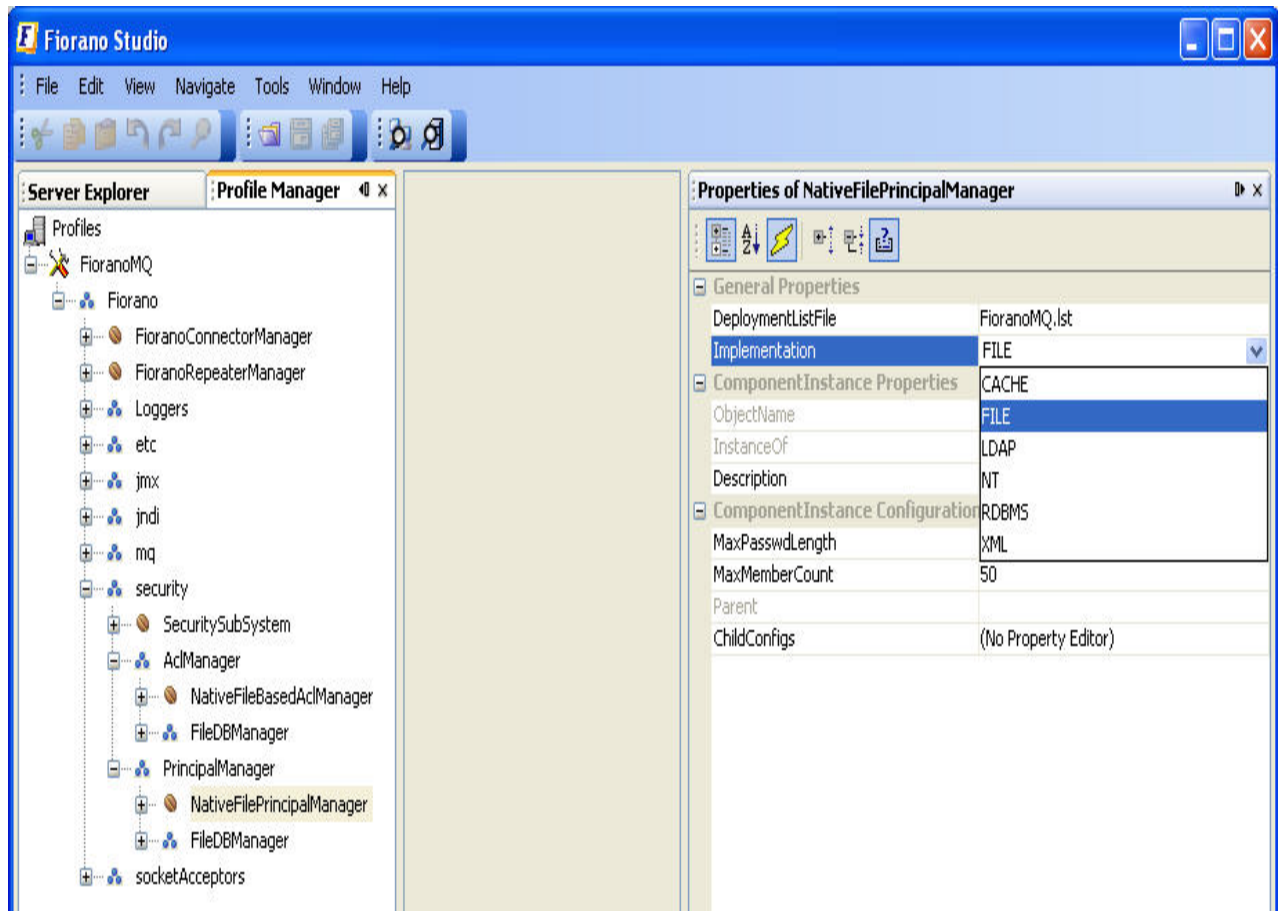 Fiorano Studio
File Edit View Navigate Tools Window Help
Server Explorer
Profile Manager
Profiles
FioranoMQ
Fiorano
FioranoConnectorManager
FioranoRepeaterManager
Loggers
etc
jmx
jndi
mq
security
SecuritySubSystem
AclManager
NativeFileBasedAclManager
FileDBManager
PrincipalManager
NativeFilePrincipalManager
FileDBManager
socketAcceptors
Properties of NativeFilePrincipalManager
General Properties
DeploymentListFile FioranoMQ.lst
Implementation FILE
CACHE
FILE
LDAP
NT
RDBMS
XML
ComponentInstance Properties
ObjectName
InstanceOf
Description
ComponentInstance Configuration
MaxPasswdLength
MaxMemberCount 50
Parent
ChildConfigs (No Property Editor)